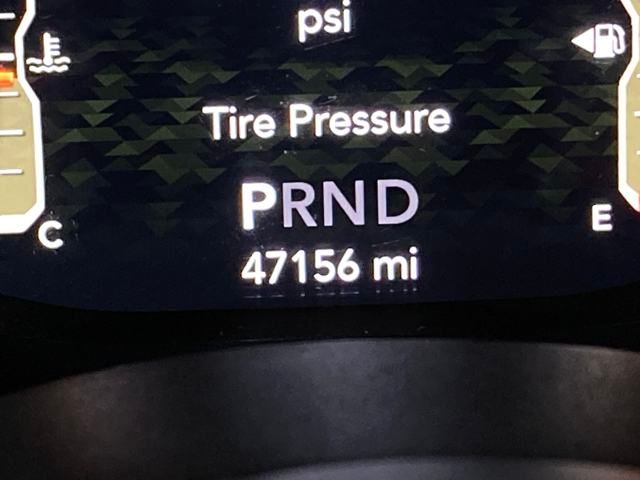 psi
Tire Pressure
PRND
C
E
47156 mi